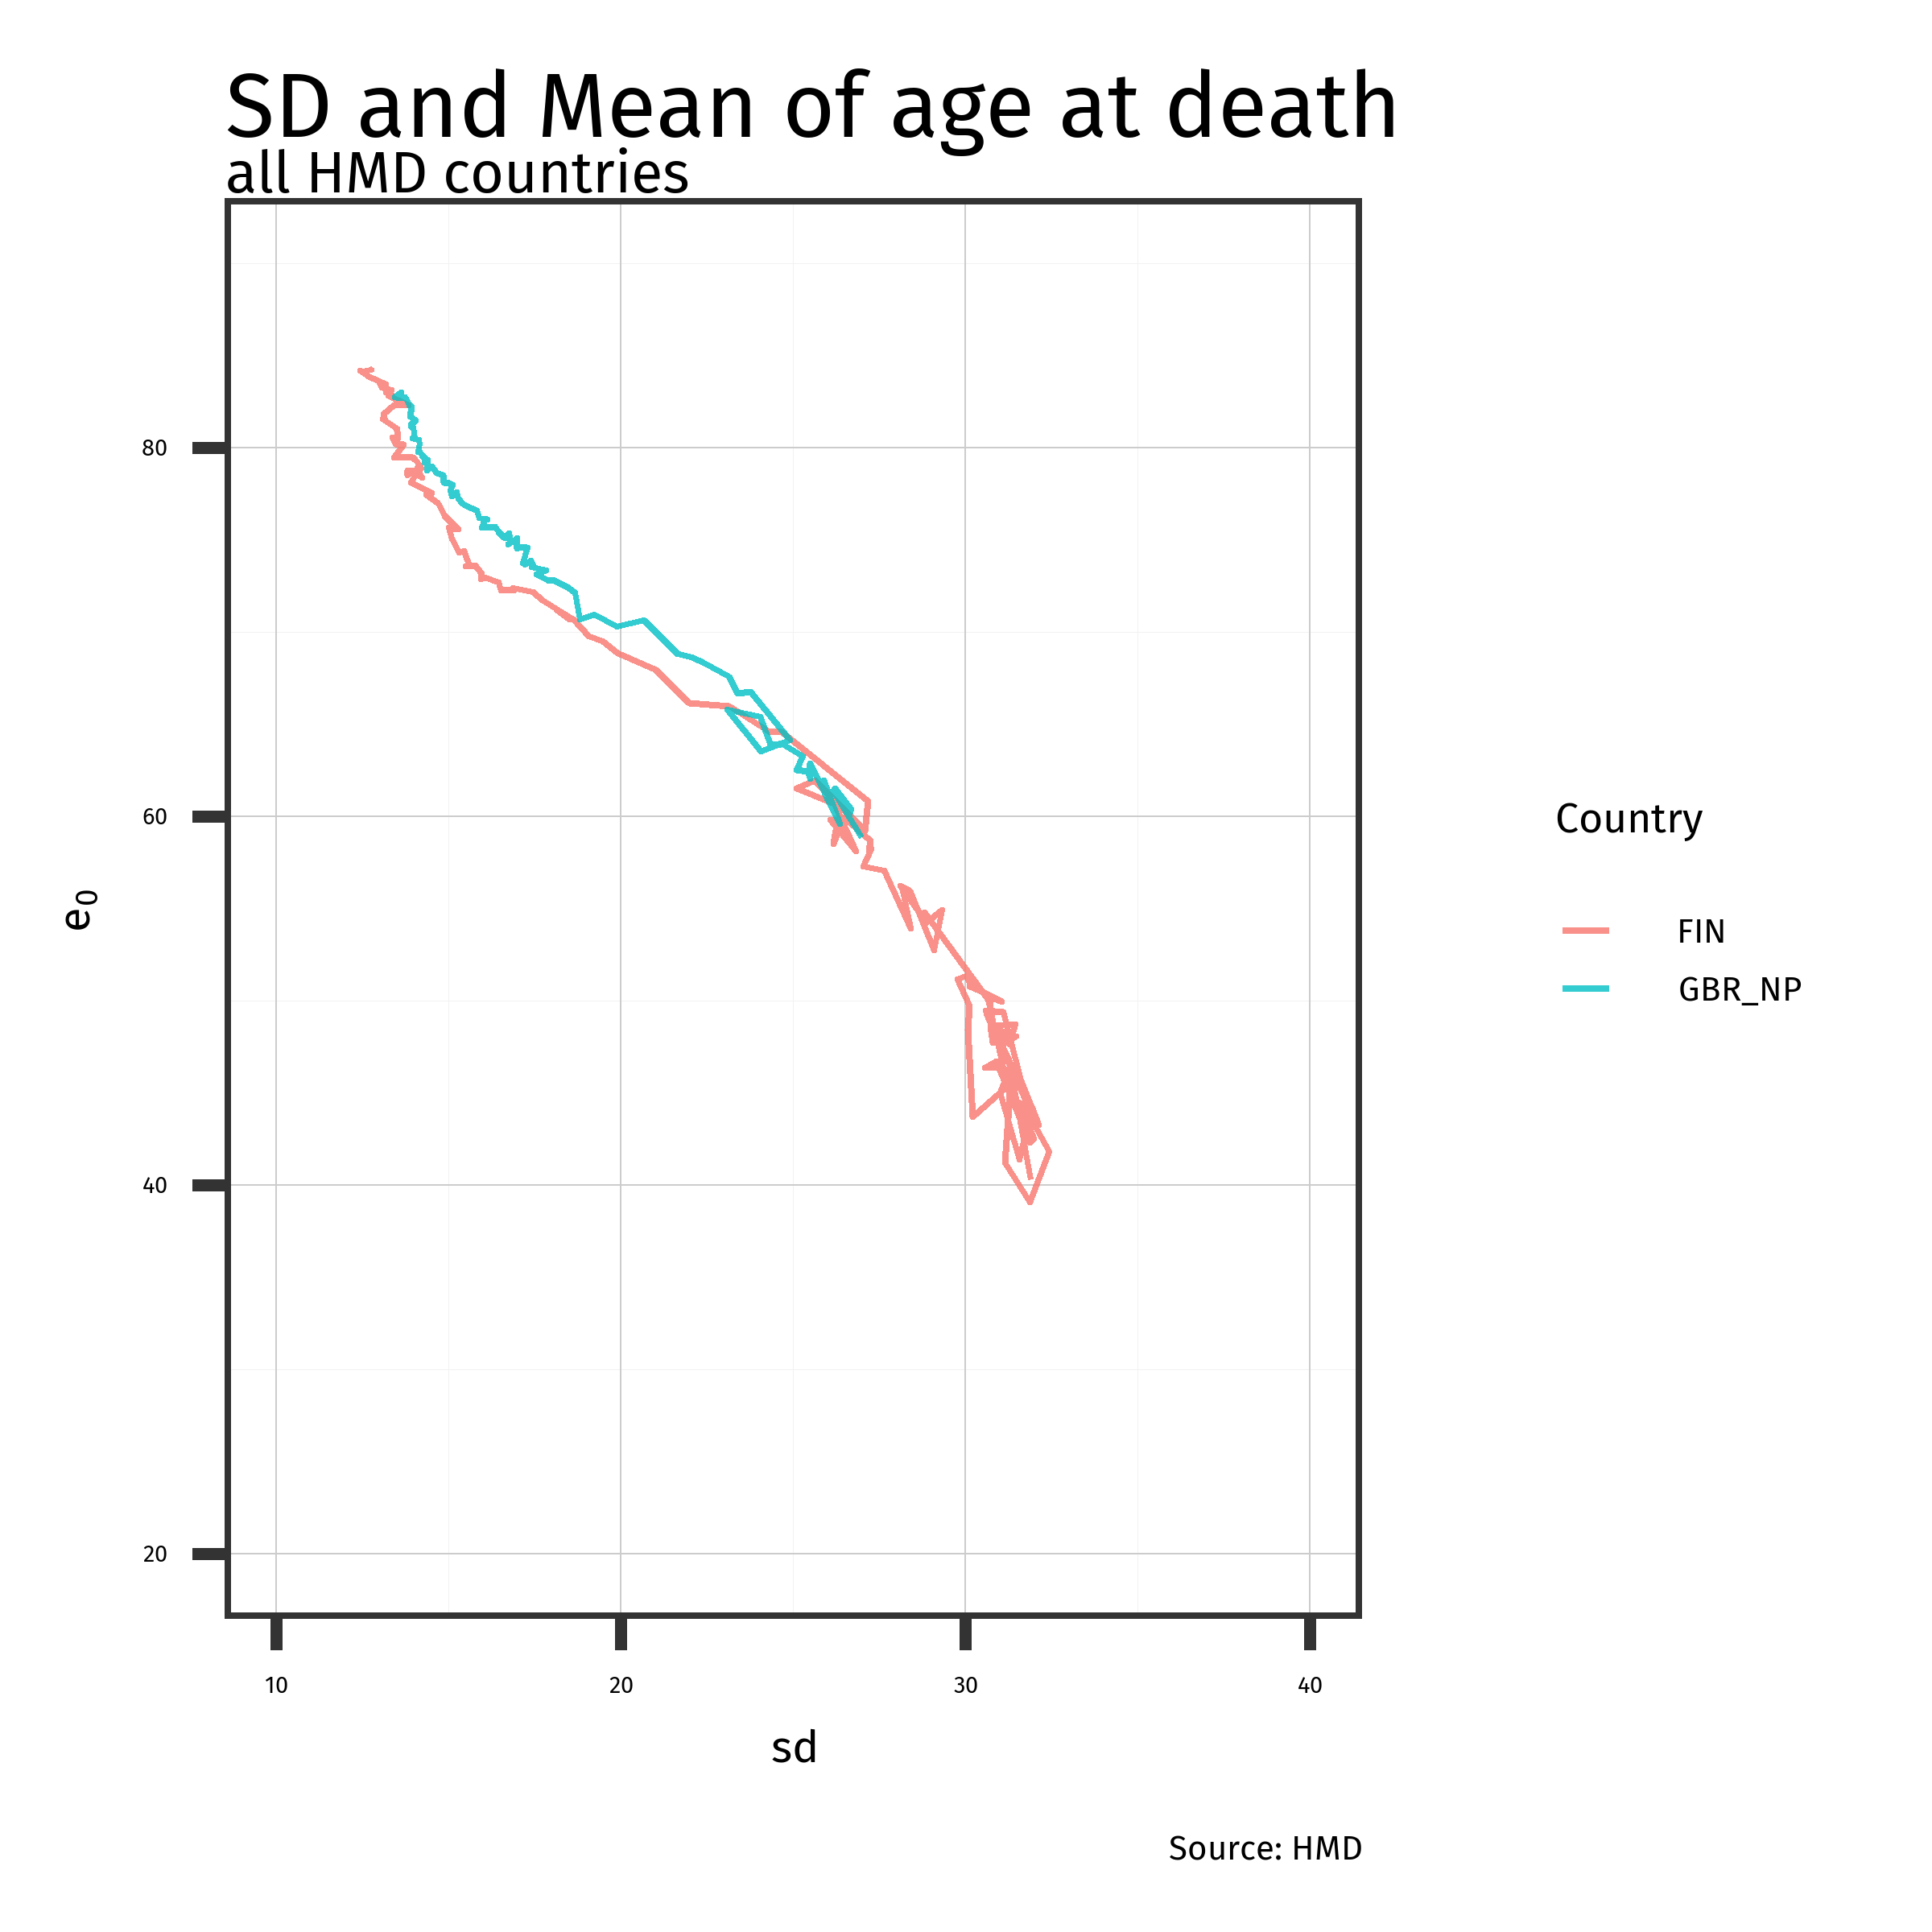 SD and Mean of age at death
all HMD countries
80
60
40
20
e₀
10 20 30 40
sd
Country
FIN
GBR_NP
Source: HMD